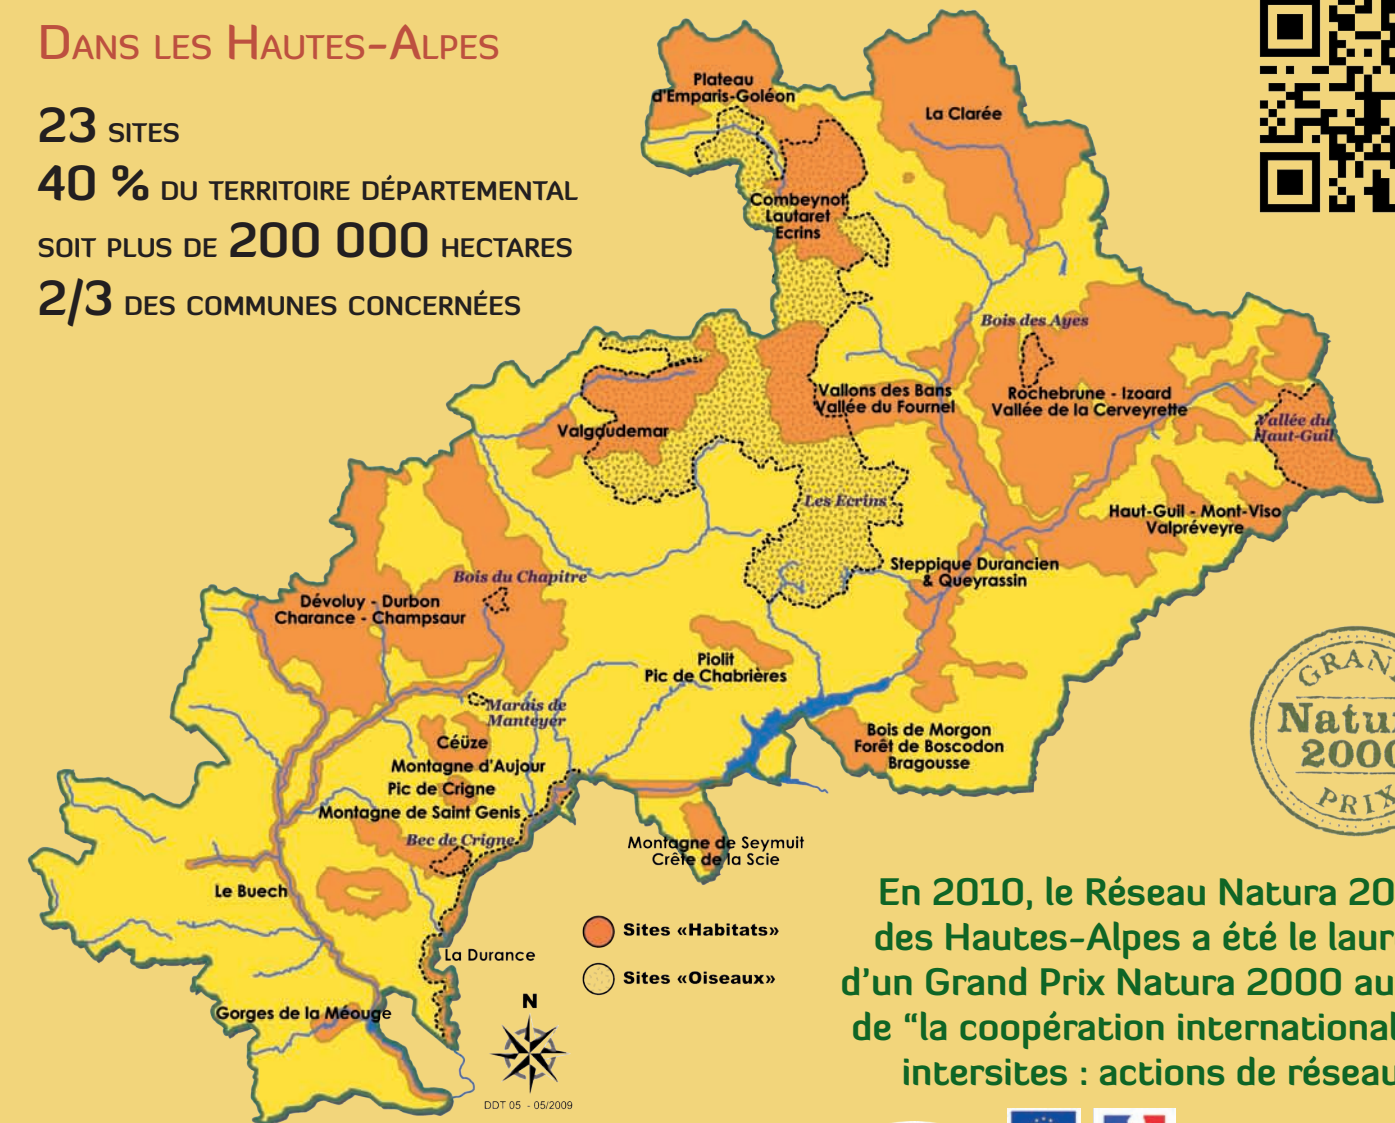 Dans les Hautes-Alpes
23 sites
40 % du territoire départemental
soit plus de 200 000 hectares
2/3 des communes concernées
Plateau
d'Emparis-Goléon
La Clarée
Combeynot
Lautaret
Ecrins
Bois des Ayes
Vallons des Bans
Vallée du Fournel
Rochebrune - Izoard
Vallée de la Cerveyrette
Vallée du
Haut-Guil
Valgaudemar
Les Ecrins
Haut-Guil - Mont-Viso
Valpréveyre
Steppique Durancien
& Queyrassin
Bois du Chapitre
Dévoluy - Durbon
Charance - Champsaur
Piolit
Pic de Chabrières
Marais de
Manteyer
Céüze
Montagne d'Aujour
Pic de Crigne
Montagne de Saint Genis
Bec de Crigne
Bois de Morgon
Forêt de Boscodon
Bragousse
Montagne de Seymuit
Crête de la Scie
Le Buech
La Durance
Gorges de la Méouge
Sites «Habitats»
Sites «Oiseaux»
N
DDT 05 - 05/2009
GRAN
Natu
2000
PRIX
En 2010, le Réseau Natura 20
des Hautes-Alpes a été le laur
d'un Grand Prix Natura 2000 au
de “la coopération international
intersites : actions de réseau